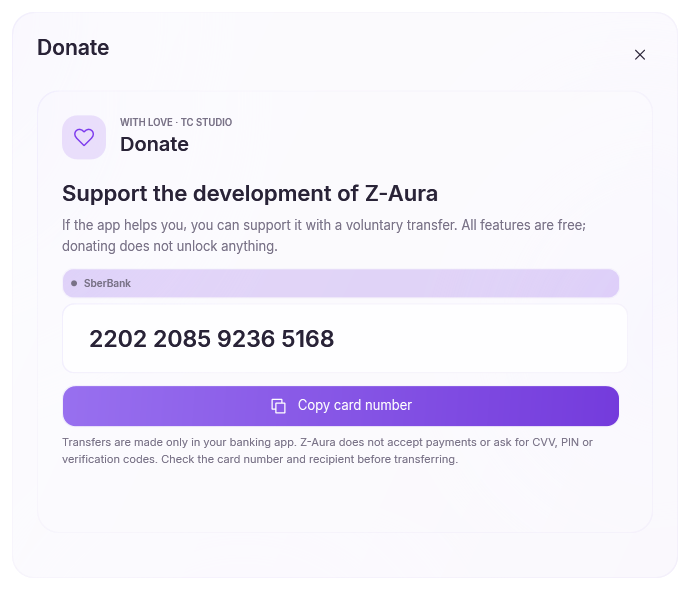 Donate
WITH LOVE · TC STUDIO
Donate
Support the development of Z-Aura
If the app helps you, you can support it with a voluntary transfer. All features are free;
donating does not unlock anything.
SberBank
2202 2085 9236 5168
Copy card number
Transfers are made only in your banking app. Z-Aura does not accept payments or ask for CVV, PIN or
verification codes. Check the card number and recipient before transferring.